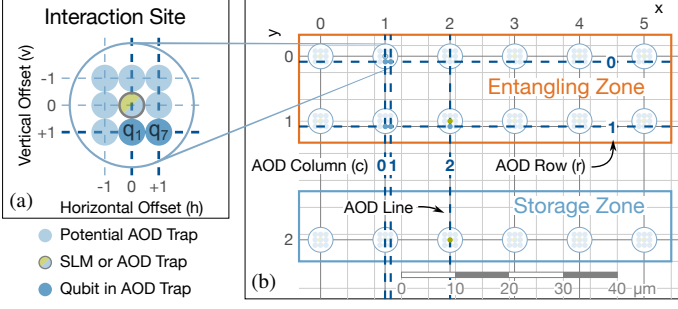 Interaction Site
Vertical Offset (v)
-1
0
+1
q1 q7
-1 0 +1
Horizontal Offset (h)
(a)
Potential AOD Trap
SLM or AOD Trap
Qubit in AOD Trap
x
0 1 2 3 4 5
y
0
0
Entangling Zone
1
1
AOD Column (c) 0 1 2 AOD Row (r)
AOD Line
Storage Zone
2
0 10 20 30 40 μm
(b)